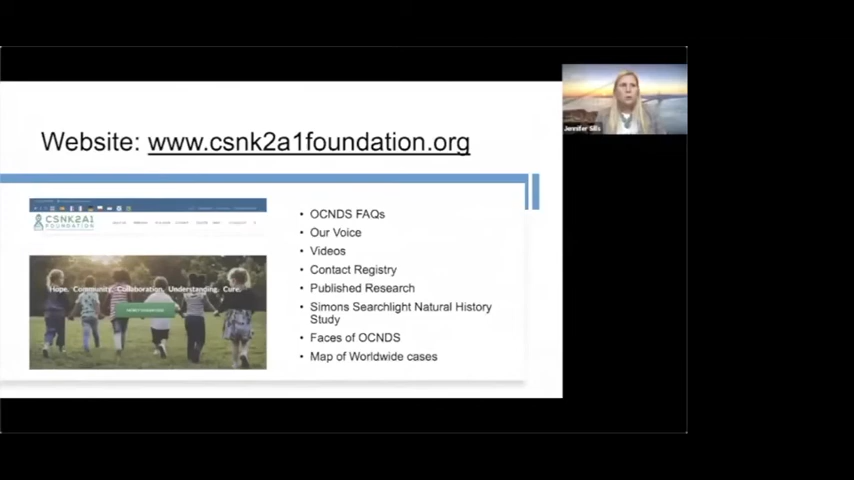 Website: www.csnk2a1foundation.org
Jennifer Sills
CSNK2A1
FOUNDATION
Hope. Community. Collaboration. Understanding. Cure.
• OCNDS FAQs
• Our Voice
• Videos
• Contact Registry
• Published Research
• Simons Searchlight Natural History
Study
• Faces of OCNDS
• Map of Worldwide cases